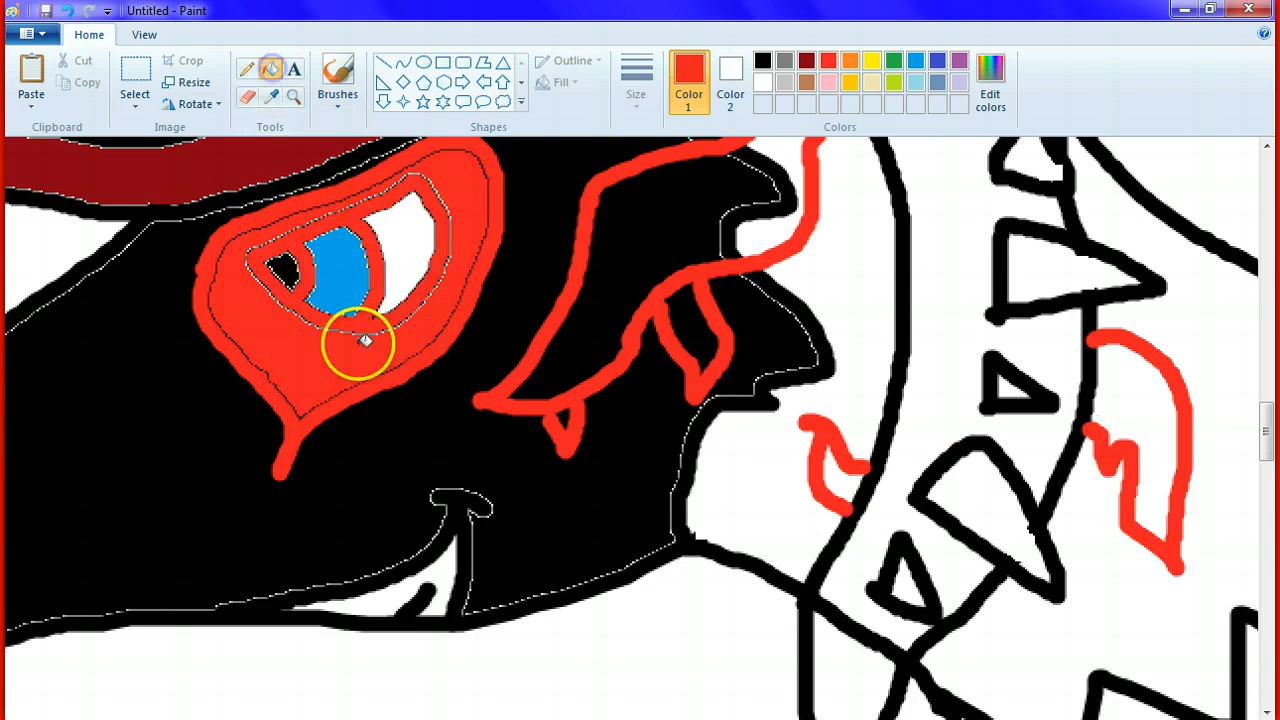 Untitled - Paint
Home View
Paste
Clipboard
Select
Crop
Resize
Rotate
Image
A
Tools
Brushes
Outline
Fill
Shapes
Size
Color 1
Color 2
Edit colors
Colors
Cut
Copy